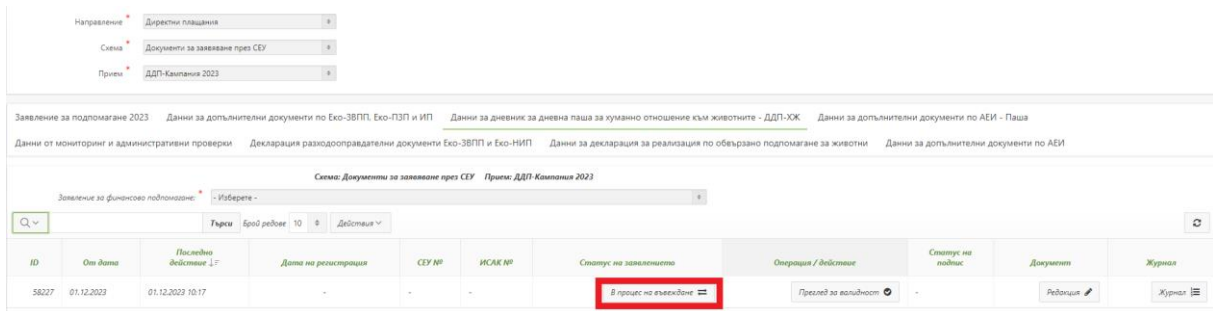 Направление * Директни плащания
Схема * Документи за заявяване през СЕУ
Прием * ДДП-Кампания 2023
Заявление за подпомагане 2023 Данни за допълнителни документи по Еко-ЗВПП, Еко-ПЗП и ИП Данни за дневник за дневна паша за хуманно отношение към животните - ДДП-ХЖ Данни за допълнителни документи по АЕИ - Паша
Данни от мониторинг и административни проверки Декларация разходооправдателни документи Еко-ЗВПП и Еко-НИП Данни за декларация за реализация по обвързано подпомагане за животни Данни за допълнителни документи по АЕИ
Схема: Документи за заявяване през СЕУ Прием: ДДП-Кампания 2023
Заявление за финансово подпомагане: * - Изберете -
Търси Брой редове 10 Действия
ID От дата Последно действие Дата на регистрация СЕУ № ИСАК № Статус на заявлението Операция / действие Статус на подпис Документ Журнал
58227 01.12.2023 01.12.2023 10:17 - - - В процес на въвеждане Преглед за валидност - Редакция Журнал